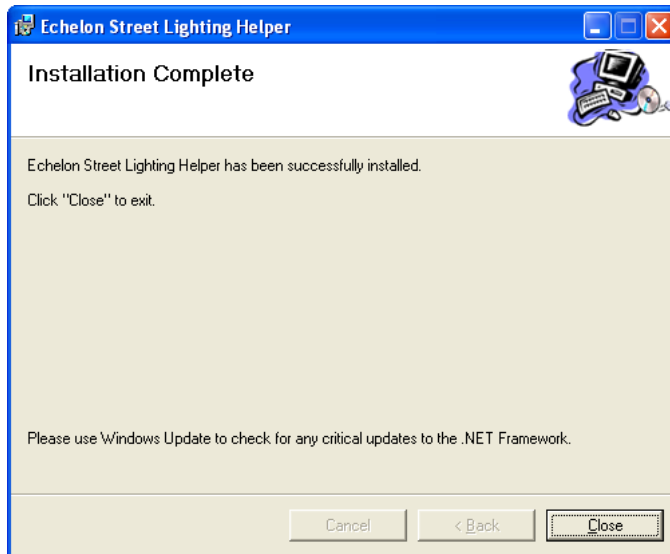 Echelon Street Lighting Helper
Installation Complete
Echelon Street Lighting Helper has been successfully installed.
Click "Close" to exit.
Please use Windows Update to check for any critical updates to the .NET Framework.
Cancel
< Back
Close